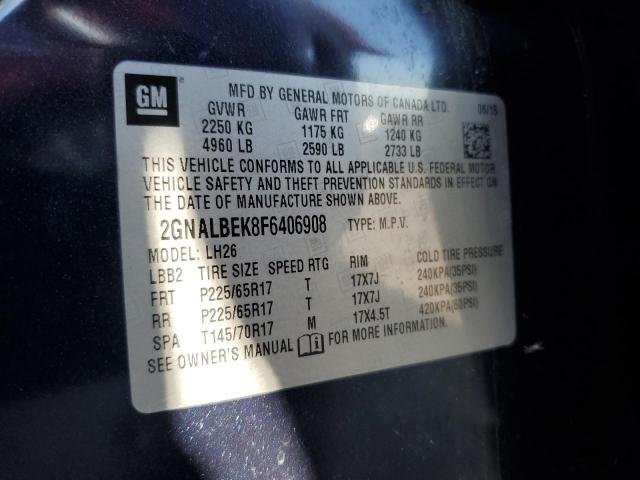 GM
MFD BY GENERAL MOTORS OF CANADA LTD. 06/15
GVWR GAWR FRT GAWR RR
2250 KG 1175 KG 1240 KG
4960 LB 2590 LB 2733 LB
THIS VEHICLE CONFORMS TO ALL APPLICABLE U.S. FEDERAL MOTOR
VEHICLE SAFETY AND THEFT PREVENTION STANDARDS IN EFFECT ON
THE DATE OF MANUFACTURE SHOWN ABOVE.
2GNALBEK8F6406908 TYPE: M.P.V.
MODEL: LH26
LBB2 TIRE SIZE SPEED RTG RIM COLD TIRE PRESSURE
FRT P225/65R17 T 17X7J 240KPA(35PSI)
RR P225/65R17 T 17X7J 240KPA(35PSI)
SPA T145/70R17 M 17X4.5T 420KPA(60PSI)
SEE OWNER'S MANUAL FOR MORE INFORMATION.